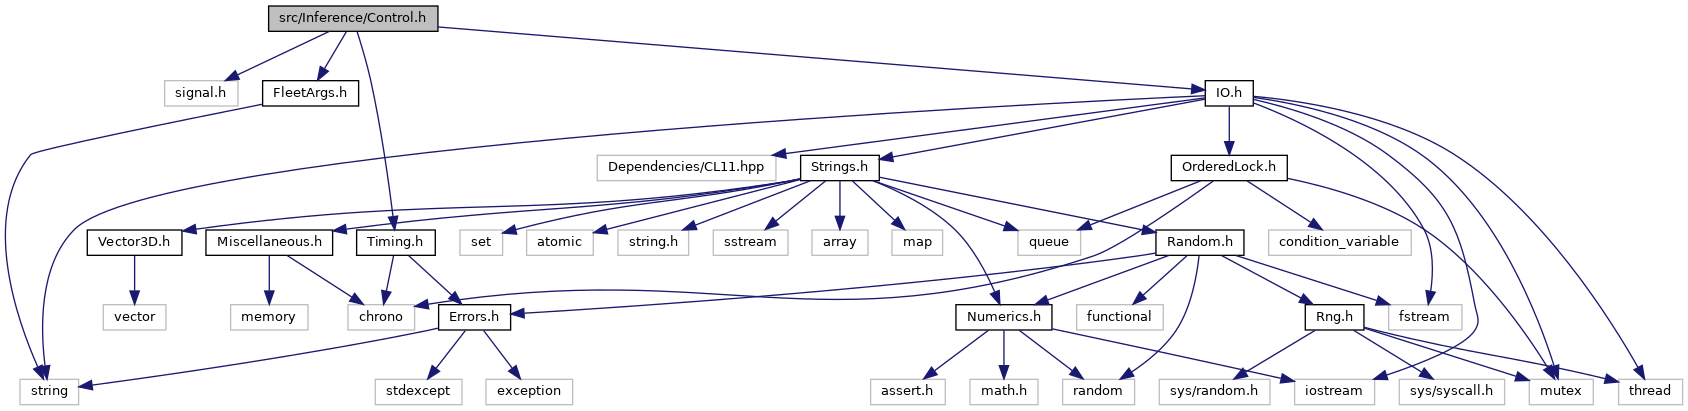 src/Inference/Control.h
signal.h
FleetArgs.h
IO.h
Dependencies/CL11.hpp
Strings.h
OrderedLock.h
Vector3D.h
Miscellaneous.h
Timing.h
set
atomic
string.h
sstream
array
map
queue
Random.h
condition_variable
vector
memory
chrono
Errors.h
Numerics.h
functional
Rng.h
fstream
string
stdexcept
exception
assert.h
math.h
random
sys/random.h
iostream
sys/syscall.h
mutex
thread